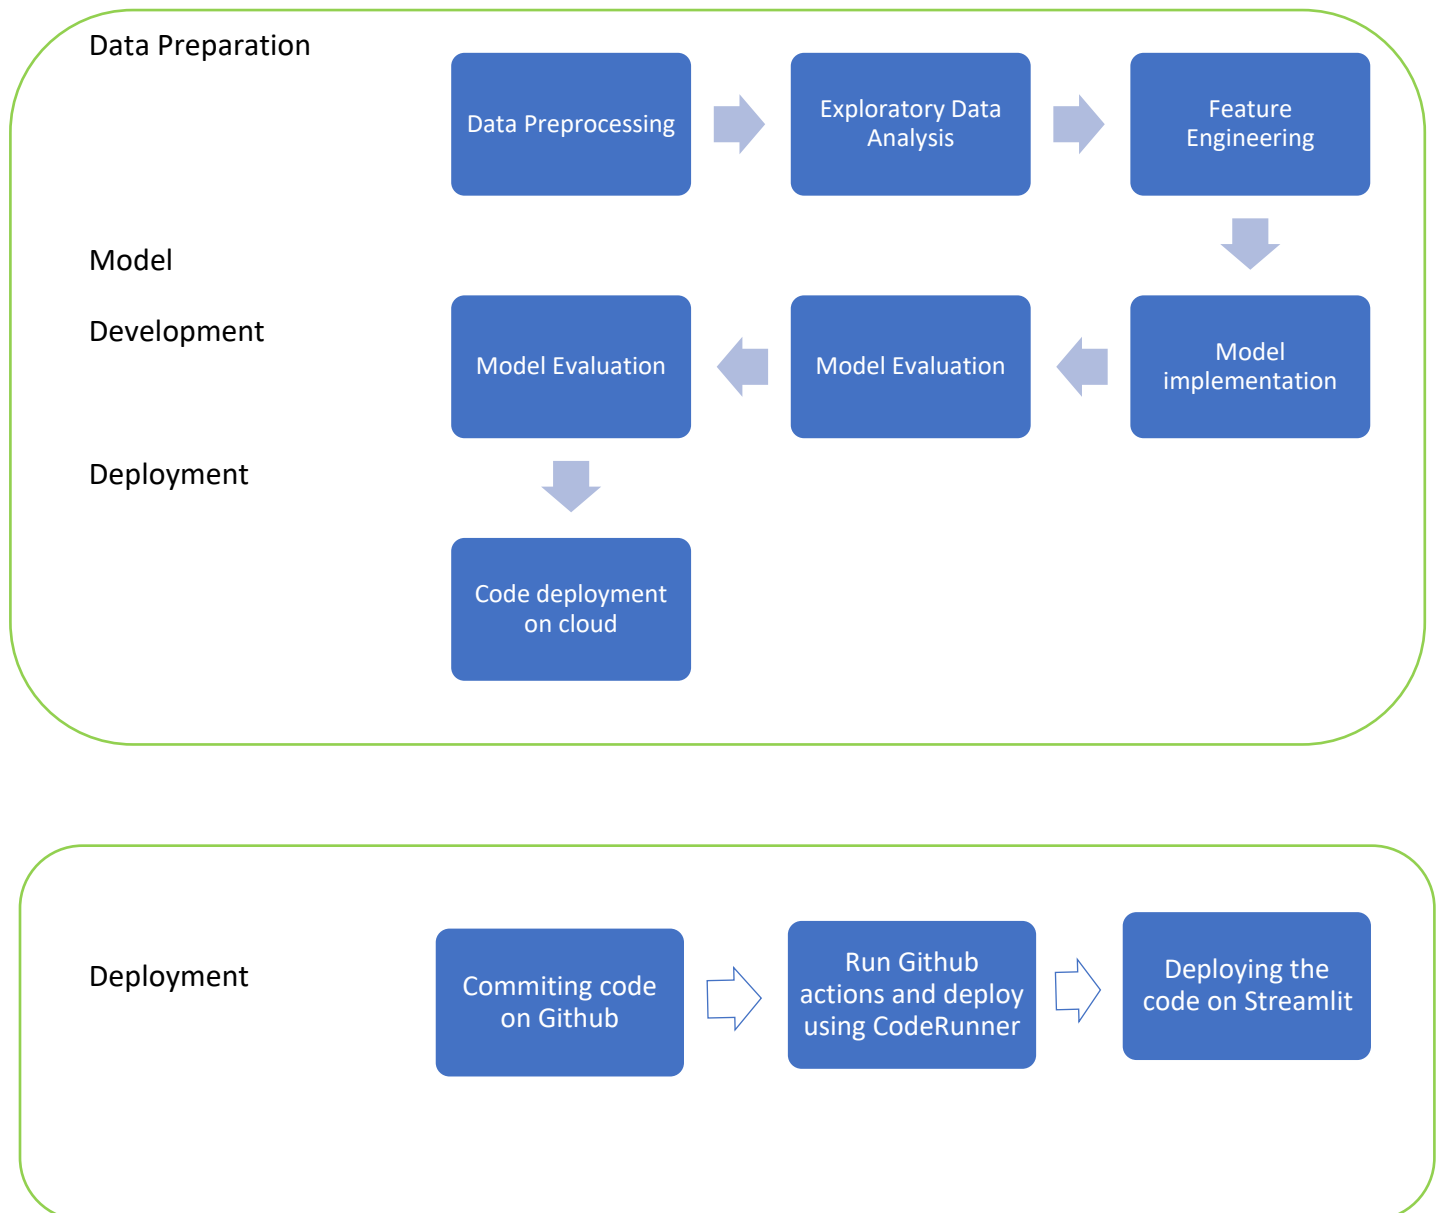 Data Preparation
Data Preprocessing
Exploratory Data
Analysis
Feature
Engineering
Model
Development
Model Evaluation
Model Evaluation
Model
implementation
Deployment
Code deployment
on cloud
Deployment
Commiting code
on Github
Run Github
actions and deploy
using CodeRunner
Deploying the
code on Streamlit